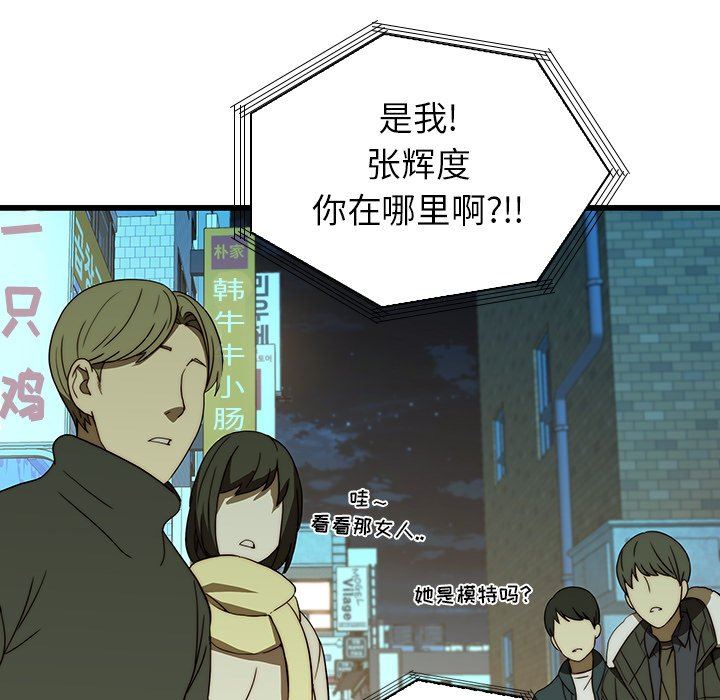 是我!
张辉度
你在哪里啊?!!
一只鸡
朴家
韩牛牛小肠
哇~
看看那女人..
她是模特吗?
MODEL
Village